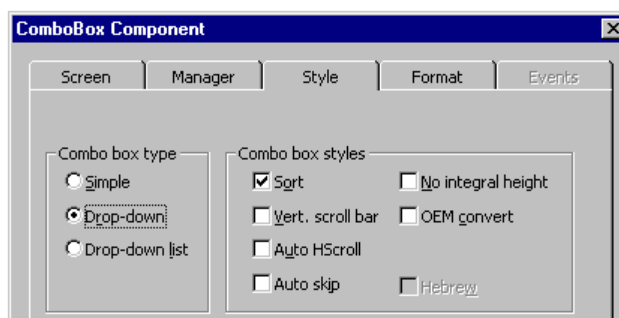 ComboBox Component
Screen Manager Style Format Events
Combo box type Combo box styles
Simple Sort No integral height
Drop-down Vert. scroll bar OEM convert
Drop-down list Auto HScroll
Auto skip Hebrew